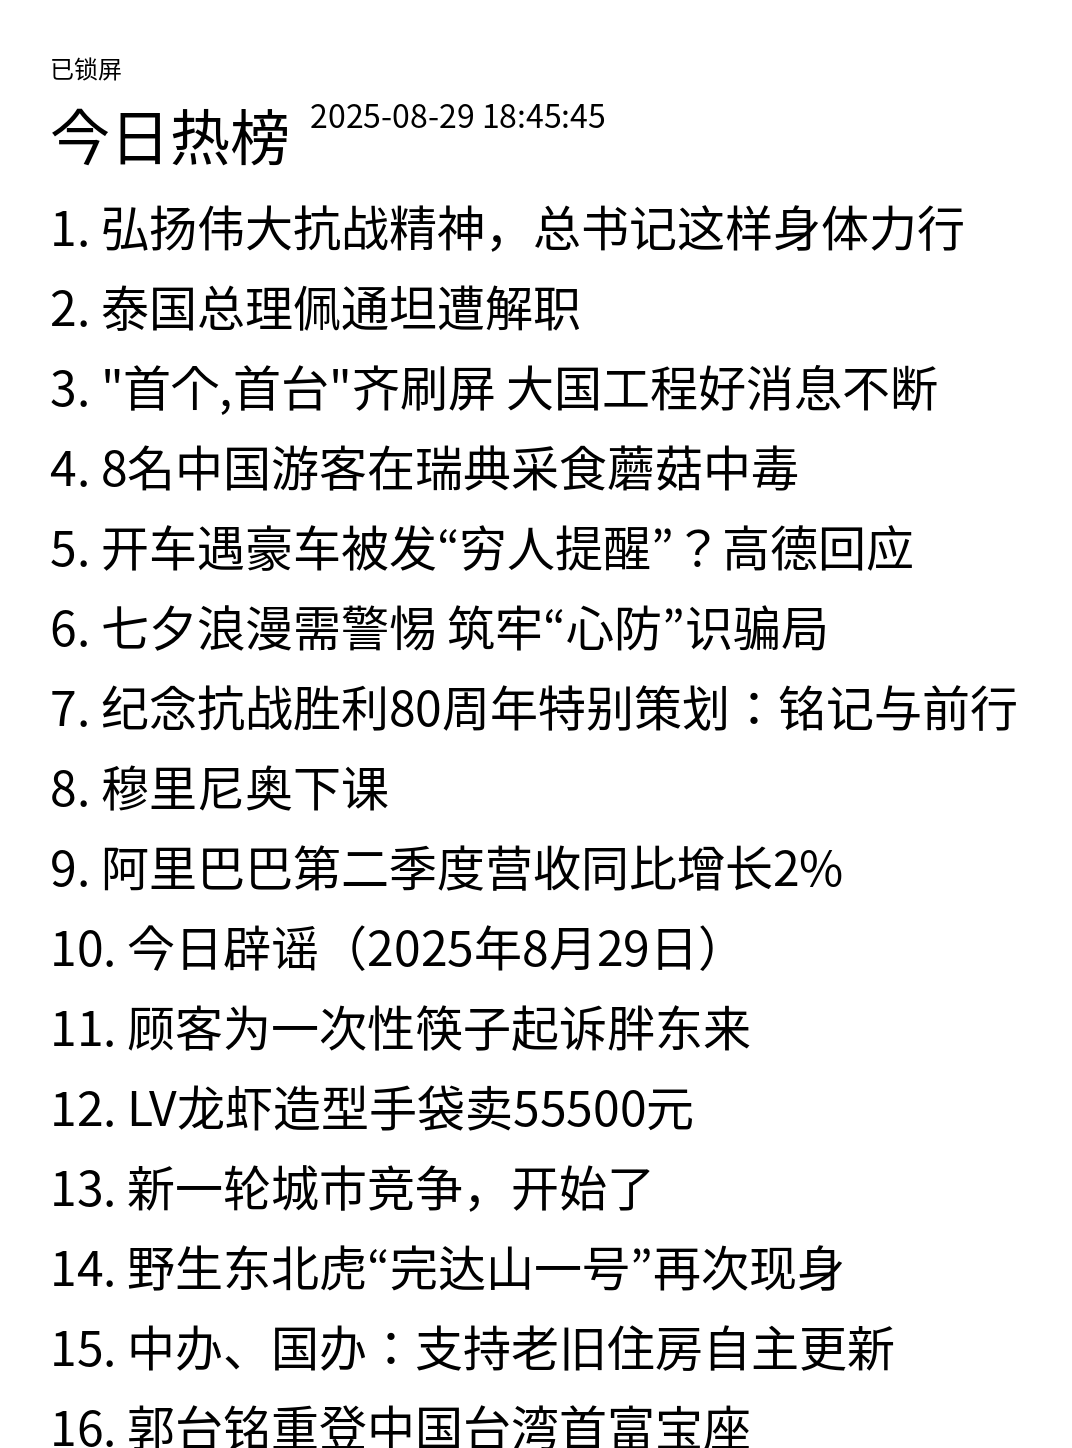 已锁屏
今日热榜 2025-08-29 18:45:45
1. 弘扬伟大抗战精神，总书记这样身体力行
2. 泰国总理佩通坦遭解职
3. "首个,首台"齐刷屏 大国工程好消息不断
4. 8名中国游客在瑞典采食蘑菇中毒
5. 开车遇豪车被发“穷人提醒”？高德回应
6. 七夕浪漫需警惕 筑牢“心防”识骗局
7. 纪念抗战胜利80周年特别策划：铭记与前行
8. 穆里尼奥下课
9. 阿里巴巴第二季度营收同比增长2%
10. 今日辟谣（2025年8月29日）
11. 顾客为一次性筷子起诉胖东来
12. LV龙虾造型手袋卖55500元
13. 新一轮城市竞争，开始了
14. 野生东北虎“完达山一号”再次现身
15. 中办、国办：支持老旧住房自主更新
16. 郭台铭重登中国台湾首富宝座